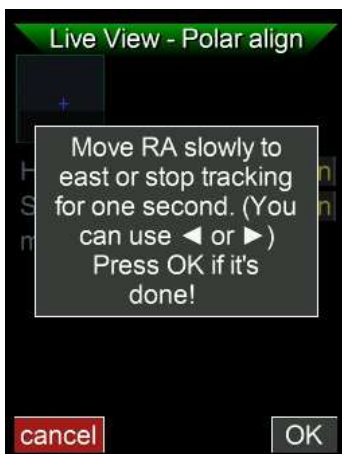 Live View - Polar align
Move RA slowly to
east or stop tracking
for one second. (You
can use ◄ or ►)
Press OK if it's
done!
cancel
OK